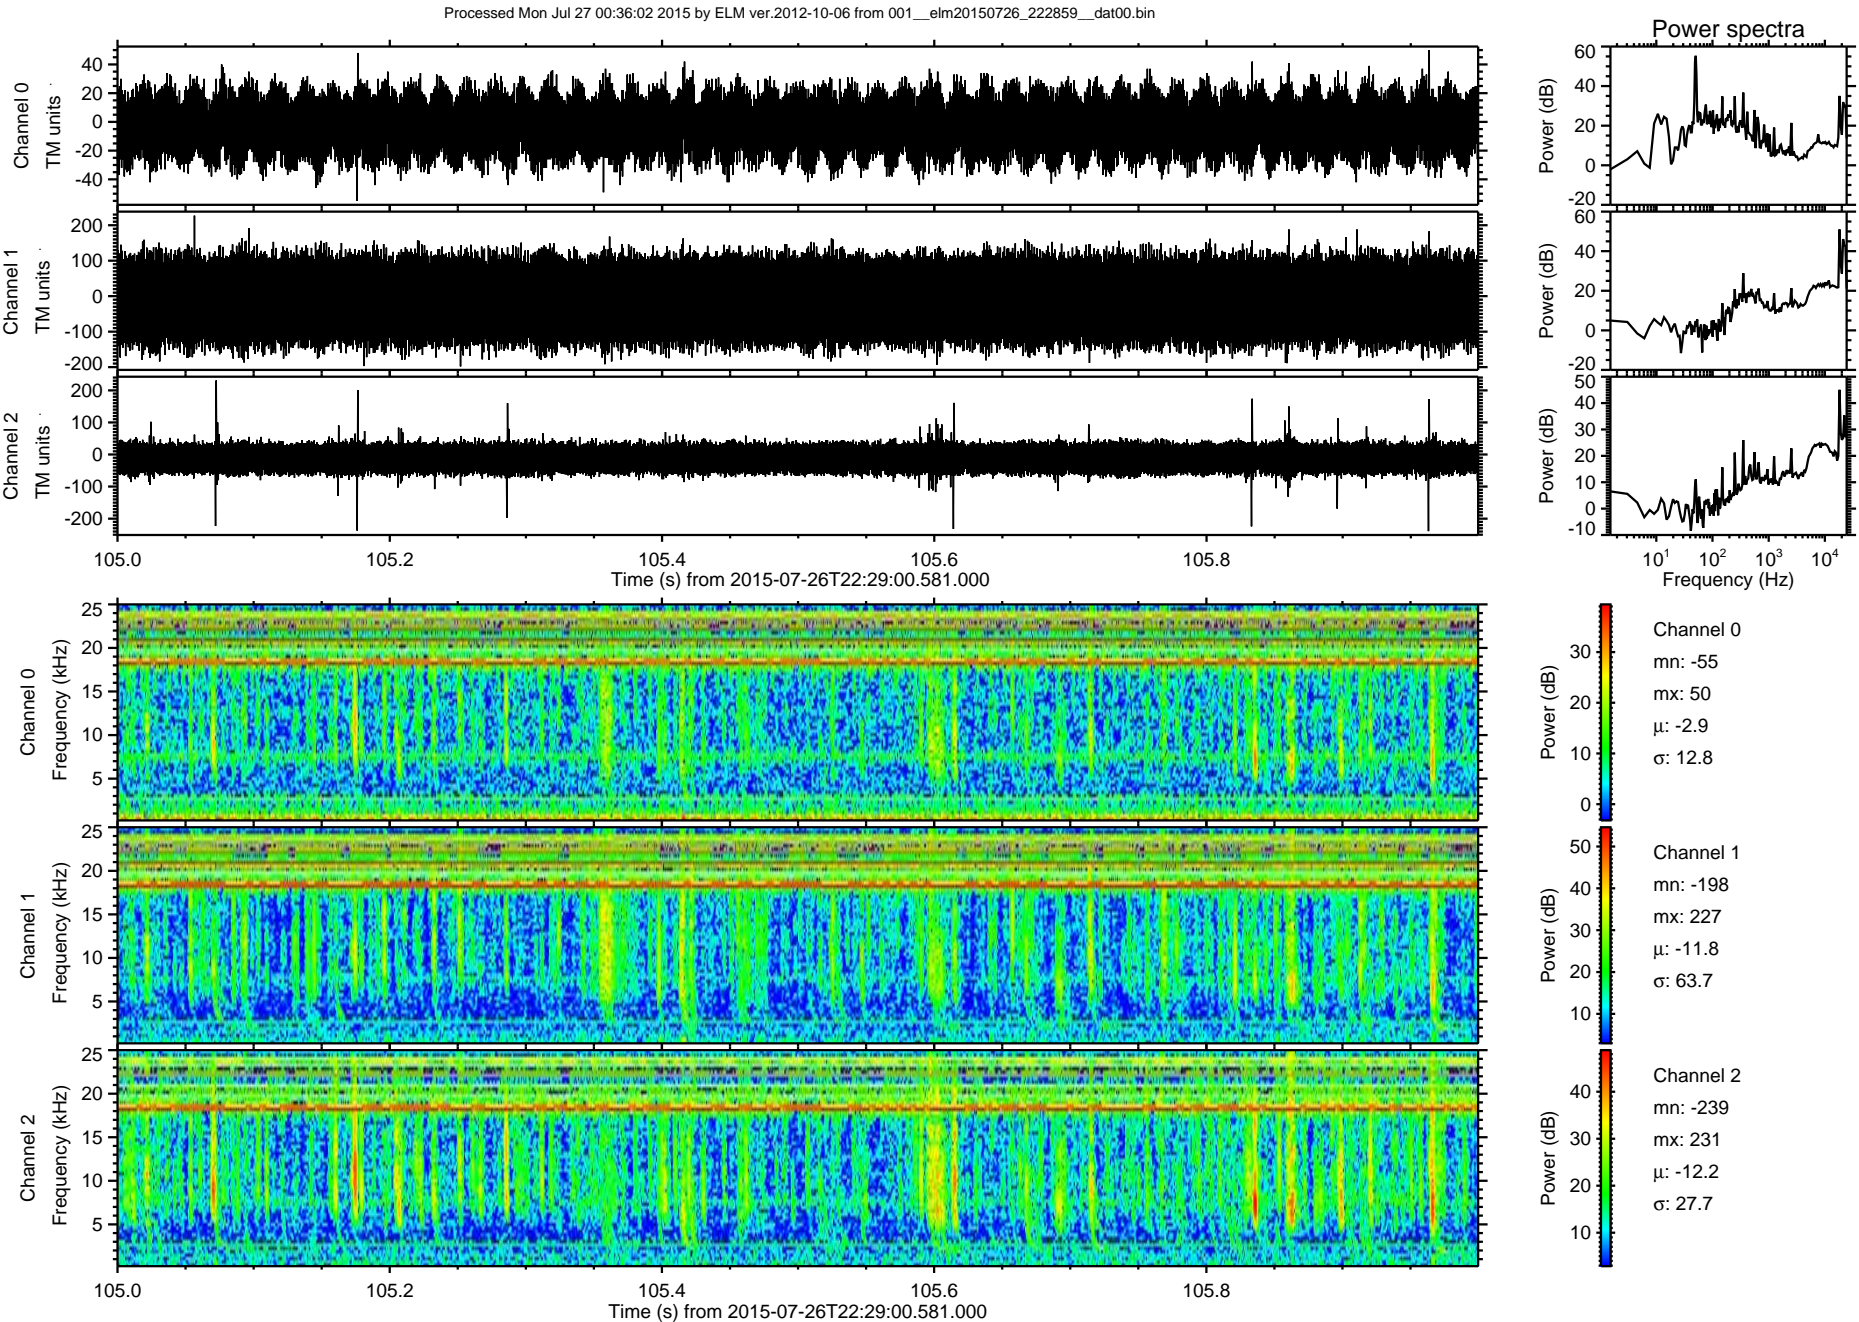 Processed Mon Jul 27 00:36:02 2015 by ELM ver.2012-10-06 from 001__elm20150726_222859__dat00.bin
Power spectra
Channel 0
TM units
40
20
0
-20
-40
Power (dB)
60
40
20
0
-20
Channel 1
TM units
200
100
0
-100
-200
Power (dB)
60
40
20
0
-20
Channel 2
TM units
200
100
0
-100
-200
Power (dB)
50
40
30
20
10
0
-10
105.0 105.2 105.4 105.6 105.8
Time (s) from 2015-07-26T22:29:00.581.000
10^1 10^2 10^3 10^4
Frequency (Hz)
Channel 0
Frequency (kHz)
25
20
15
10
5
Power (dB)
30
20
10
0
Channel 0
mn: -55
mx: 50
μ: -2.9
σ: 12.8
Channel 1
Frequency (kHz)
25
20
15
10
5
Power (dB)
50
40
30
20
10
Channel 1
mn: -198
mx: 227
μ: -11.8
σ: 63.7
Channel 2
Frequency (kHz)
25
20
15
10
5
Power (dB)
40
30
20
10
Channel 2
mn: -239
mx: 231
μ: -12.2
σ: 27.7
105.0 105.2 105.4 105.6 105.8
Time (s) from 2015-07-26T22:29:00.581.000